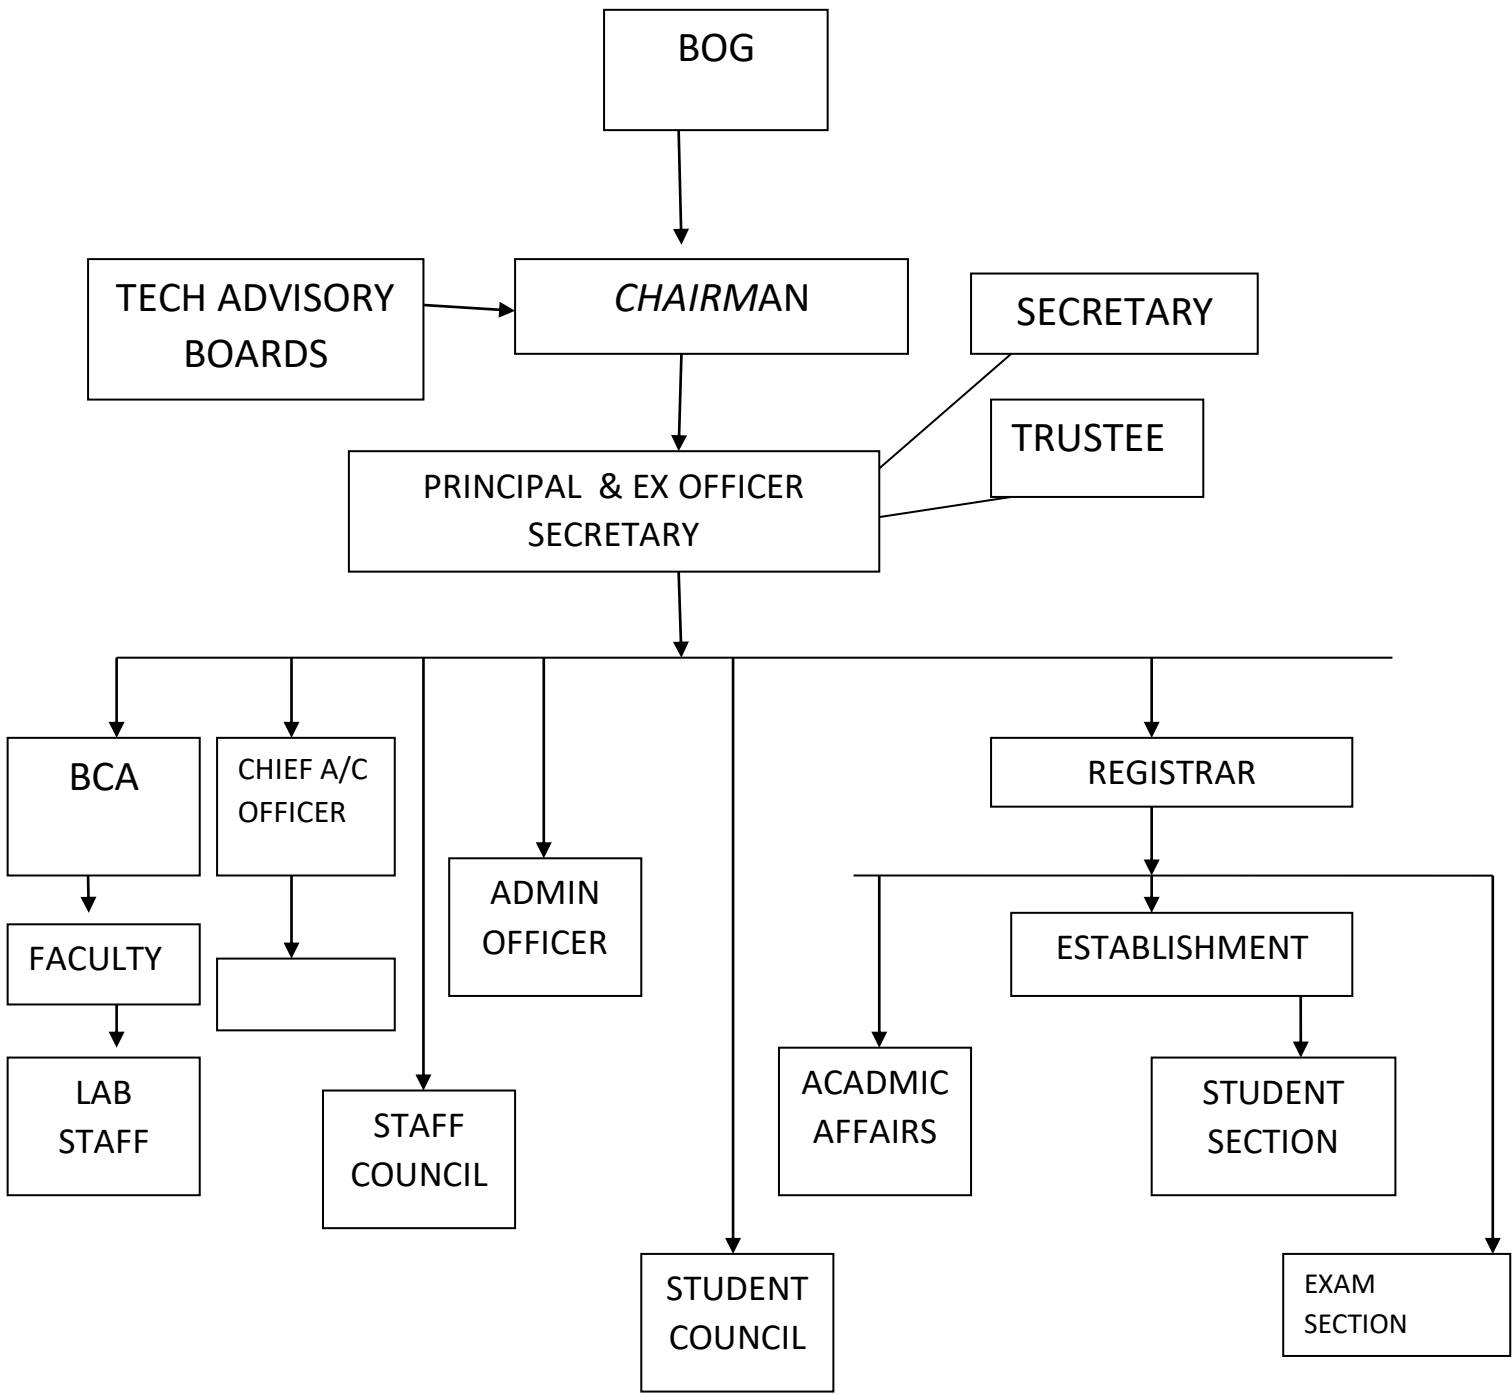 BOG
TECH ADVISORY
BOARDS
CHAIRMAN
SECRETARY
TRUSTEE
PRINCIPAL & EX OFFICER
SECRETARY
BCA
CHIEF A/C
OFFICER
REGISTRAR
ADMIN
OFFICER
FACULTY
ESTABLISHMENT
LAB
STAFF
STAFF
COUNCIL
ACADMIC
AFFAIRS
STUDENT
SECTION
STUDENT
COUNCIL
EXAM
SECTION